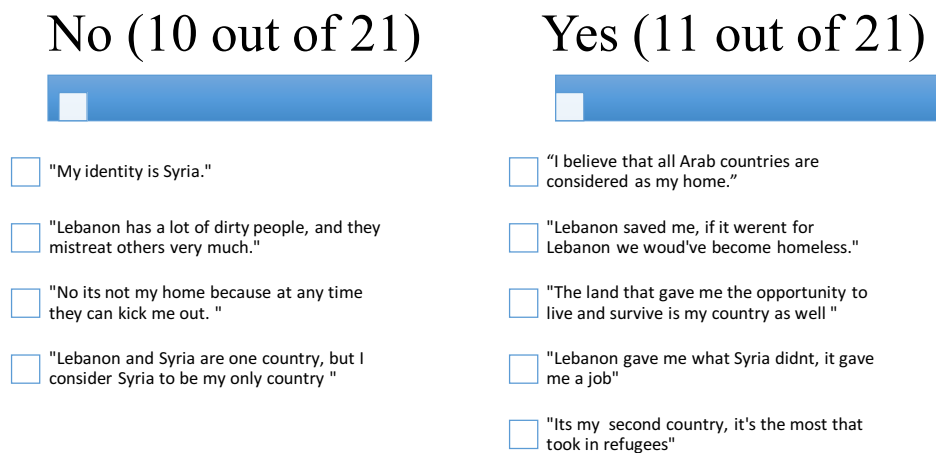 No (10 out of 21)
"My identity is Syria."
"Lebanon has a lot of dirty people, and they
mistreat others very much."
"No its not my home because at any time
they can kick me out. "
"Lebanon and Syria are one country, but I
consider Syria to be my only country "
Yes (11 out of 21)
“I believe that all Arab countries are
considered as my home.”
"Lebanon saved me, if it werent for
Lebanon we woud've become homeless."
"The land that gave me the opportunity to
live and survive is my country as well "
"Lebanon gave me what Syria didnt, it gave
me a job"
"Its my  second country, it's the most that
took in refugees"